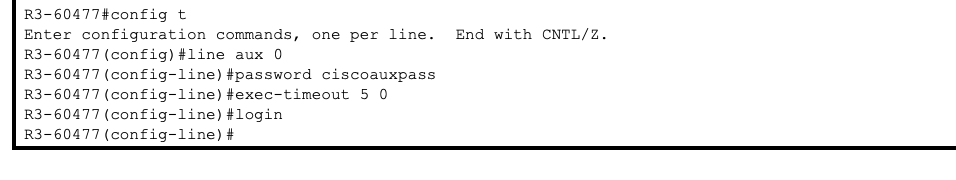 R3-60477#config t
Enter configuration commands, one per line.  End with CNTL/Z.
R3-60477(config)#line aux 0
R3-60477(config-line)#password ciscoauxpass
R3-60477(config-line)#exec-timeout 5 0
R3-60477(config-line)#login
R3-60477(config-line)#